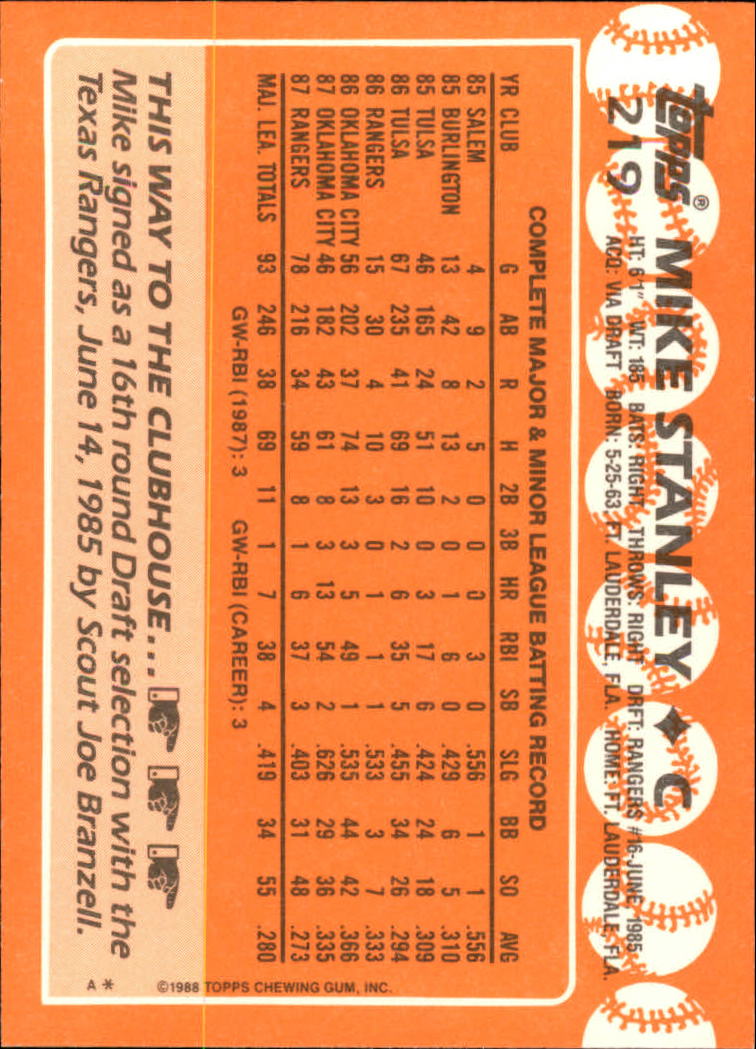 topps® MIKE STANLEY ♦ C
219
HT: 6'1" WT: 185 BATS: RIGHT THROWS: RIGHT DRFT: RANGERS #16-JUNE, 1985
ACQ: VIA DRAFT BORN: 5-25-63, FT. LAUDERDALE, FLA. HOME: FT. LAUDERDALE, FLA.
COMPLETE MAJOR & MINOR LEAGUE BATTING RECORD
YR CLUB G AB R H 2B 3B HR RBI SB SLG BB SO AVG
85 SALEM 4 9 2 5 0 0 0 3 0 .556 1 1 .556
85 BURLINGTON 13 42 8 13 2 0 1 6 0 .429 6 5 .310
85 TULSA 46 165 24 51 10 0 3 17 6 .424 24 18 .309
86 TULSA 67 235 41 69 16 2 6 35 5 .455 34 26 .294
86 RANGERS 15 30 4 10 3 0 1 1 1 .533 3 7 .333
86 OKLAHOMA CITY 56 202 37 74 13 3 5 49 1 .535 44 42 .366
87 OKLAHOMA CITY 46 182 43 61 8 3 13 54 2 .626 29 36 .335
87 RANGERS 78 216 34 59 8 1 6 37 3 .403 31 48 .273
MAJ. LEA. TOTALS 93 246 38 69 11 1 7 38 4 .419 34 55 .280
GW-RBI (1987): 3 GW-RBI (CAREER): 3
THIS WAY TO THE CLUBHOUSE...
Mike signed as a 16th round Draft selection with the
Texas Rangers, June 14, 1985 by Scout Joe Branzell.
©1988 TOPPS CHEWING GUM, INC.
A *